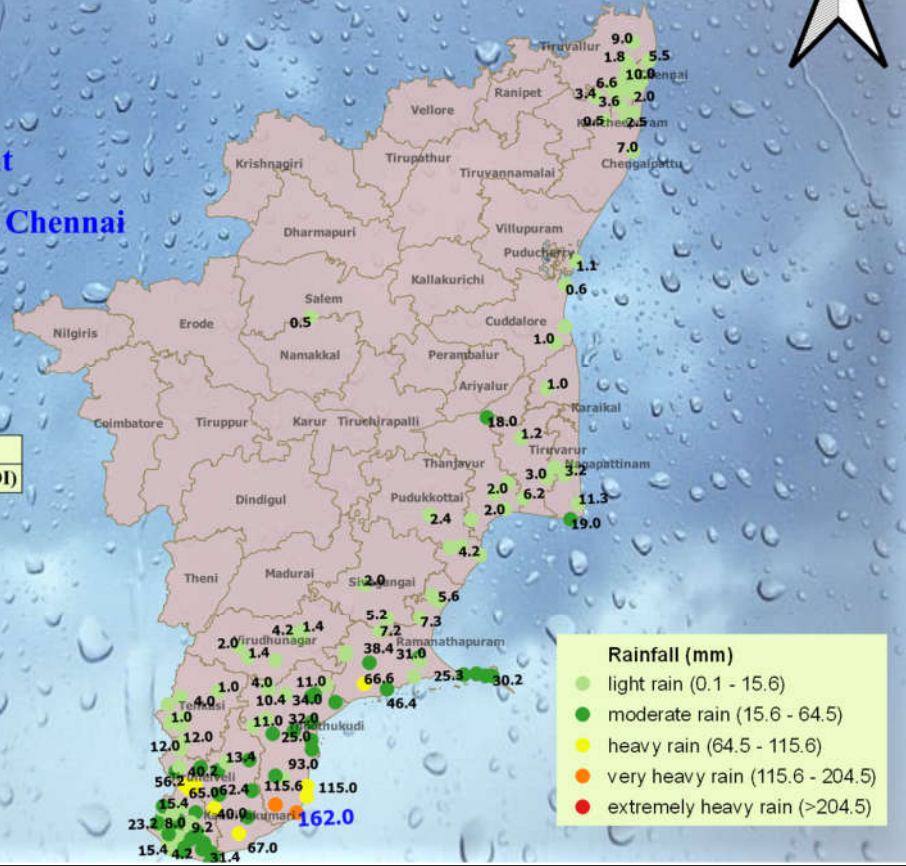 9.0
Tiruvallur
1.8
5.5
10.0
6.6
Ranipet
3.4
3.6
2.0
Vellore
0.5
2.5
7.0
Chengalpattu
Krishnagiri
Tirupathur
Tiruvannamalai
Chennai
Dharmapuri
Villupuram
Puducherry
1.1
Kallakurichi
0.6
Salem
0.5
Nilgiris
Erode
Cuddalore
1.0
Namakkal
Perambalur
Ariyalur
1.0
Karaikal
Coimbatore
Tiruppur
Karur
Tiruchirapalli
18.0
1.2
Tiruvarur
Thanjavur
3.0
3.2
Nagapattinam
Dindigul
Pudukkottai
2.0
6.2
11.3
2.0
2.4
19.0
4.2
Theni
Madurai
2.0
Sivagangai
5.6
5.2
7.3
7.2
4.2
1.4
2.0
Virudhunagar
1.4
38.4
31.0
Ramanathapuram
25.3
30.2
66.6
46.4
1.0
4.0
11.0
4.0
10.4
34.0
Tenkasi
1.0
11.0
32.0
25.0
12.0
12.0
13.4
93.0
56.2
40.2
65.0
62.4
115.6
115.0
15.4
40.0
162.0
23.2
8.0
9.2
67.0
15.4
4.2
31.4
Rainfall (mm)
light rain (0.1 - 15.6)
moderate rain (15.6 - 64.5)
heavy rain (64.5 - 115.6)
very heavy rain (115.6 - 204.5)
extremely heavy rain (>204.5)